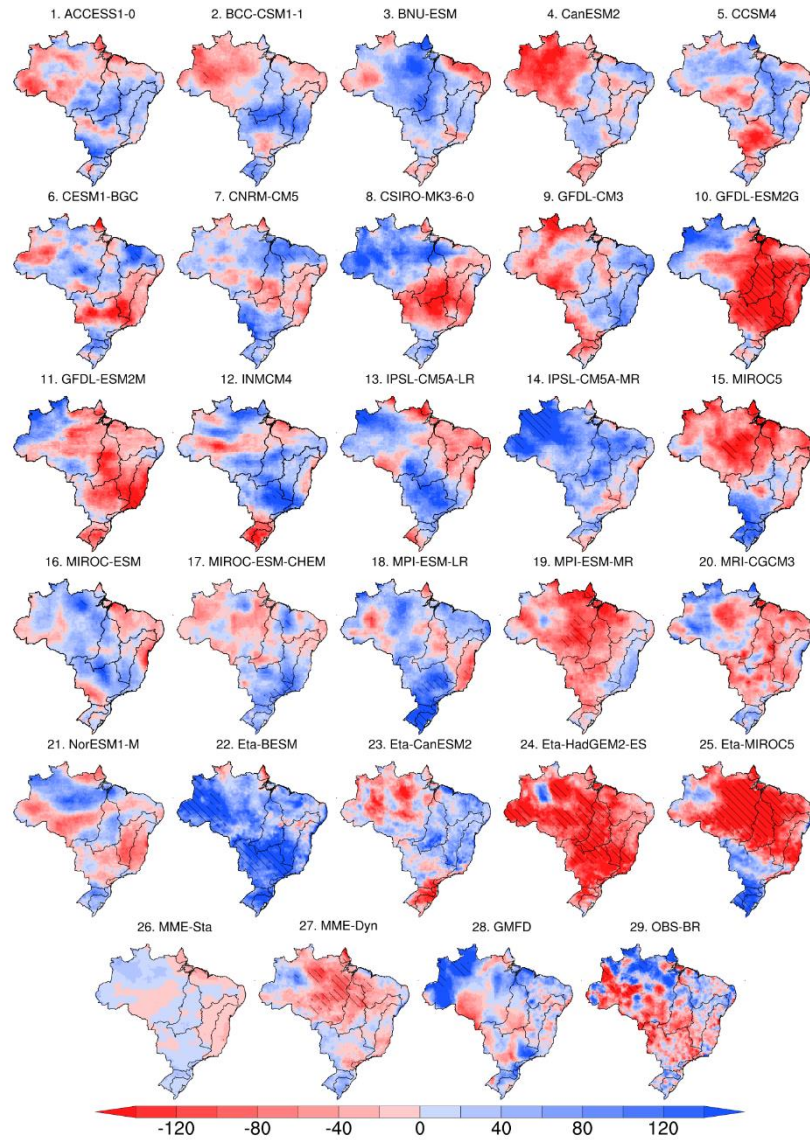 1. ACCESS1-0 2. BCC-CSM1-1 3. BNU-ESM 4. CanESM2 5. CCSM4
6. CESM1-BGC 7. CNRM-CM5 8. CSIRO-MK3-6-0 9. GFDL-CM3 10. GFDL-ESM2G
11. GFDL-ESM2M 12. INMCM4 13. IPSL-CM5A-LR 14. IPSL-CM5A-MR 15. MIROC5
16. MIROC-ESM 17. MIROC-ESM-CHEM 18. MPI-ESM-LR 19. MPI-ESM-MR 20. MRI-CGCM3
21. NorESM1-M 22. Eta-BESM 23. Eta-CanESM2 24. Eta-HadGEM2-ES 25. Eta-MIROC5
26. MME-Sta 27. MME-Dyn 28. GMFD 29. OBS-BR
-120 -80 -40 0 40 80 120